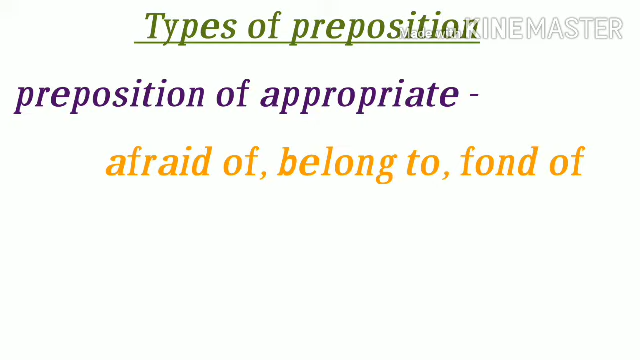 Types of preposition
Made with KINEMASTER
preposition of appropriate -
afraid of, belong to, fond of